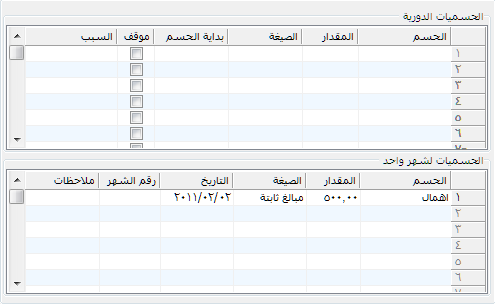 الحسميات الدورية
الحسم المقدار الصيغة بداية الحسم موقف السبب
١
٢
٣
٤
٥
٦
الحسميات لشهر واحد
الحسم المقدار الصيغة التاريخ رقم الشهر ملاحظات
١ اهمال ٥٠٠,٠٠ مبالغ ثابتة ٢٠١١/٠٢/٠٢
٢
٣
٤
٥
٦